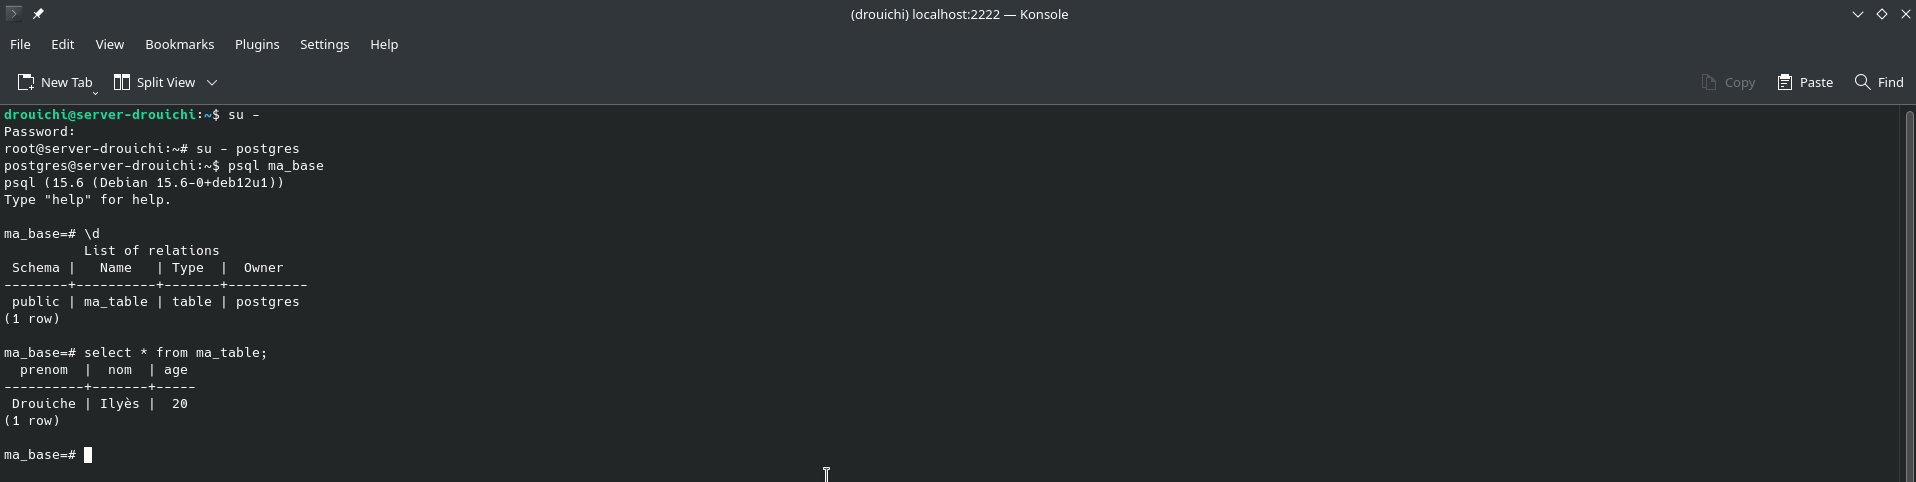 (drouichi) localhost:2222 — Konsole
File Edit View Bookmarks Plugins Settings Help
New Tab Split View Copy Paste Find
drouichi@server-drouichi:~$ su -
Password:
root@server-drouichi:~# su - postgres
postgres@server-drouichi:~$ psql ma_base
psql (15.6 (Debian 15.6-0+deb12u1))
Type "help" for help.
ma_base=# \d
List of relations
Schema | Name | Type | Owner
--------+----------+-------+----------
public | ma_table | table | postgres
(1 row)
ma_base=# select * from ma_table;
prenom | nom | age
----------+-------+-----
Drouiche | Ilyès | 20
(1 row)
ma_base=#